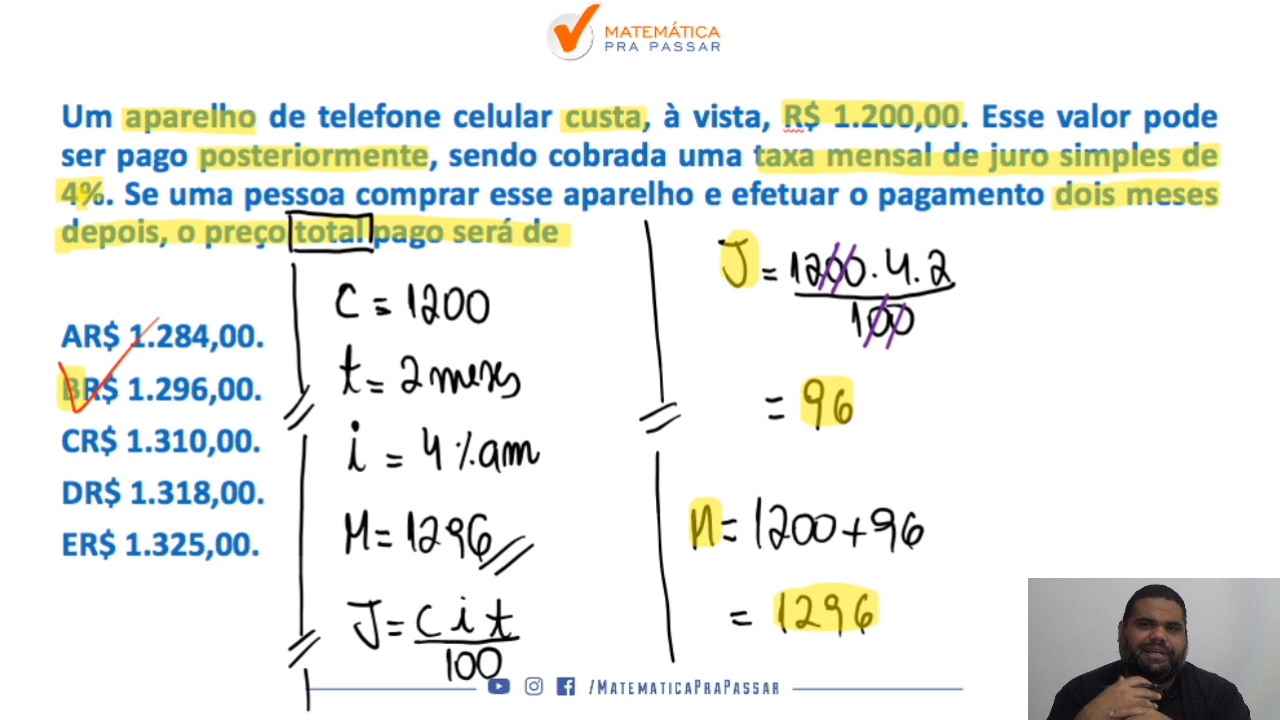 MATEMÁTICA
PRA PASSAR
Um aparelho de telefone celular custa, à vista, R$ 1.200,00. Esse valor pode
ser pago posteriormente, sendo cobrada uma taxa mensal de juro simples de
4%. Se uma pessoa comprar esse aparelho e efetuar o pagamento dois meses
depois, o preço total pago será de
AR$ 1.284,00.
BR$ 1.296,00.
CR$ 1.310,00.
DR$ 1.318,00.
ER$ 1.325,00.
C = 1200
t = 2 meses
i = 4 % am
M = 1296
J = c i t
100
J = 1200 . 4 . 2
100
= 96
M = 1200 + 96
= 1296
/MATEMATICAPRAPASSAR